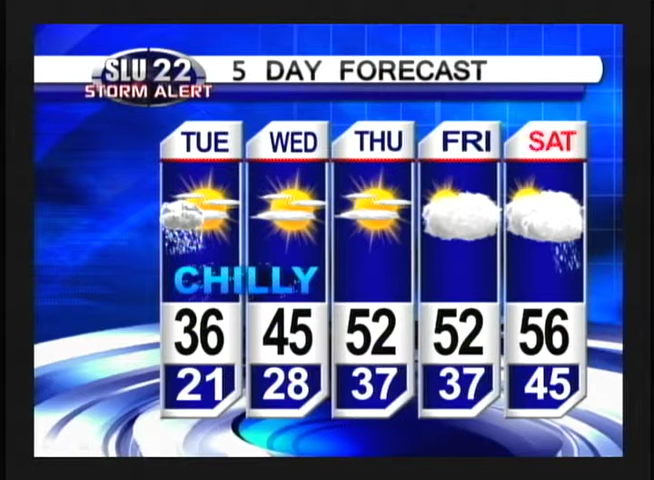 SLU 22
STORM ALERT
5 DAY FORECAST
TUE WED THU FRI SAT
CHILLY
36 45 52 52 56
21 28 37 37 45